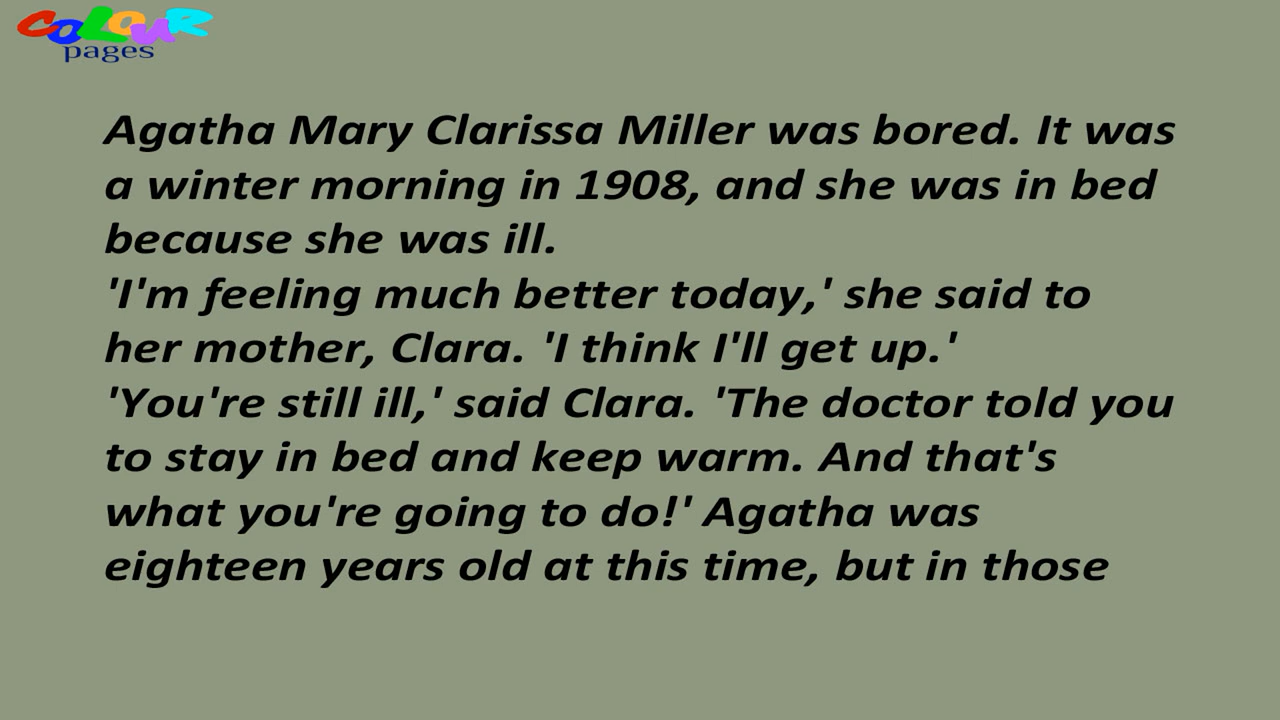 COLOUR
pages
Agatha Mary Clarissa Miller was bored. It was
a winter morning in 1908, and she was in bed
because she was ill.
'I'm feeling much better today,' she said to
her mother, Clara. 'I think I'll get up.'
'You're still ill,' said Clara. 'The doctor told you
to stay in bed and keep warm. And that's
what you're going to do!' Agatha was
eighteen years old at this time, but in those